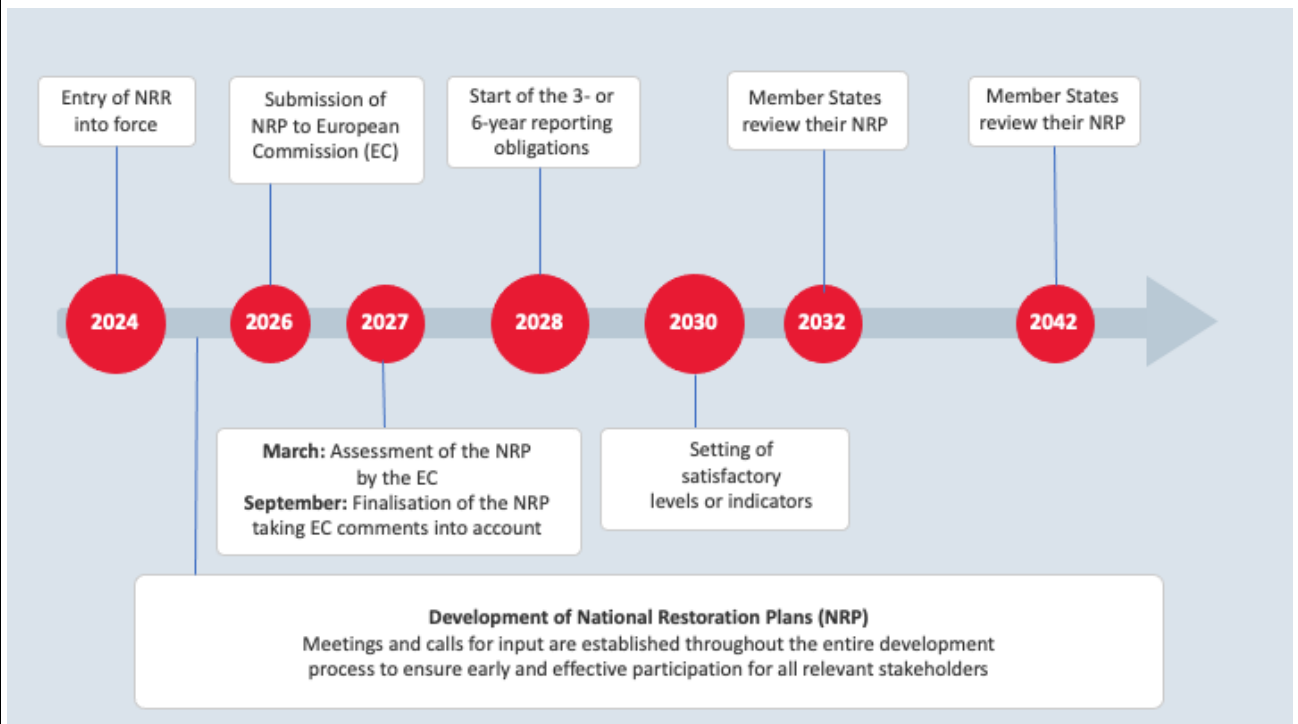 Entry of NRR
into force
Submission of
NRP to European
Commission (EC)
Start of the 3- or
6-year reporting
obligations
Member States
review their NRP
Member States
review their NRP
2024
2026
2027
2028
2030
2032
2042
March: Assessment of the NRP
by the EC
September: Finalisation of the NRP
taking EC comments into account
Setting of
satisfactory
levels or indicators
Development of National Restoration Plans (NRP)
Meetings and calls for input are established throughout the entire development
process to ensure early and effective participation for all relevant stakeholders